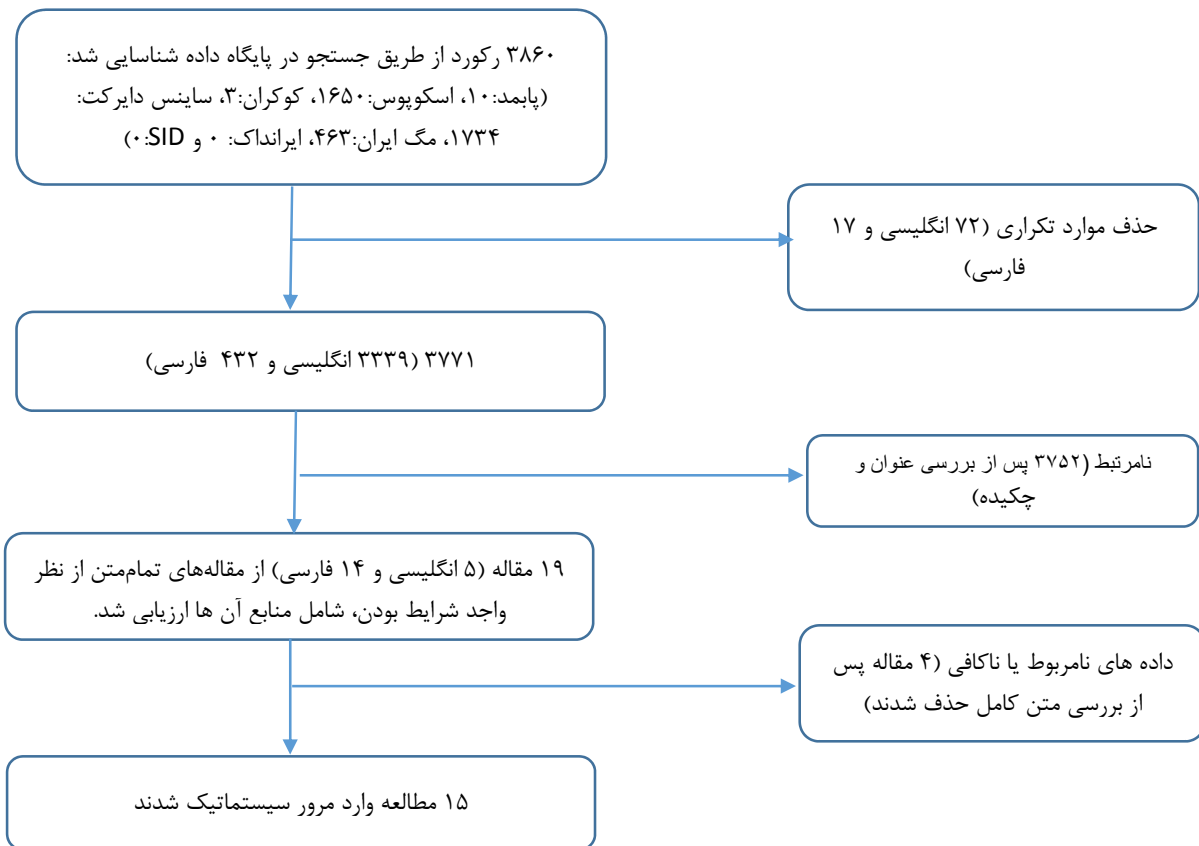 ۳۸۶۰ رکورد از طریق جستجو در پایگاه داده شناسایی شد:
(پابمد:۱۰، اسکوپوس:۱۶۵۰، کوکران:۳، ساینس دایرکت:
۱۷۳۴، مگ ایران:۴۶۳، ایرانداک: ۰ و SID:۰)
حذف موارد تکراری (۷۲ انگلیسی و ۱۷
فارسی)
۳۷۷۱ (۳۳۳۹ انگلیسی و ۴۳۲ فارسی)
نامرتبط (۳۷۵۲ پس از بررسی عنوان و
چکیده)
۱۹ مقاله (۵ انگلیسی و ۱۴ فارسی) از مقاله‌های تمام‌متن از نظر
واجد شرایط بودن، شامل منابع آن ها ارزیابی شد.
داده های نامربوط یا ناکافی (۴ مقاله پس
از بررسی متن کامل حذف شدند)
۱۵ مطالعه وارد مرور سیستماتیک شدند